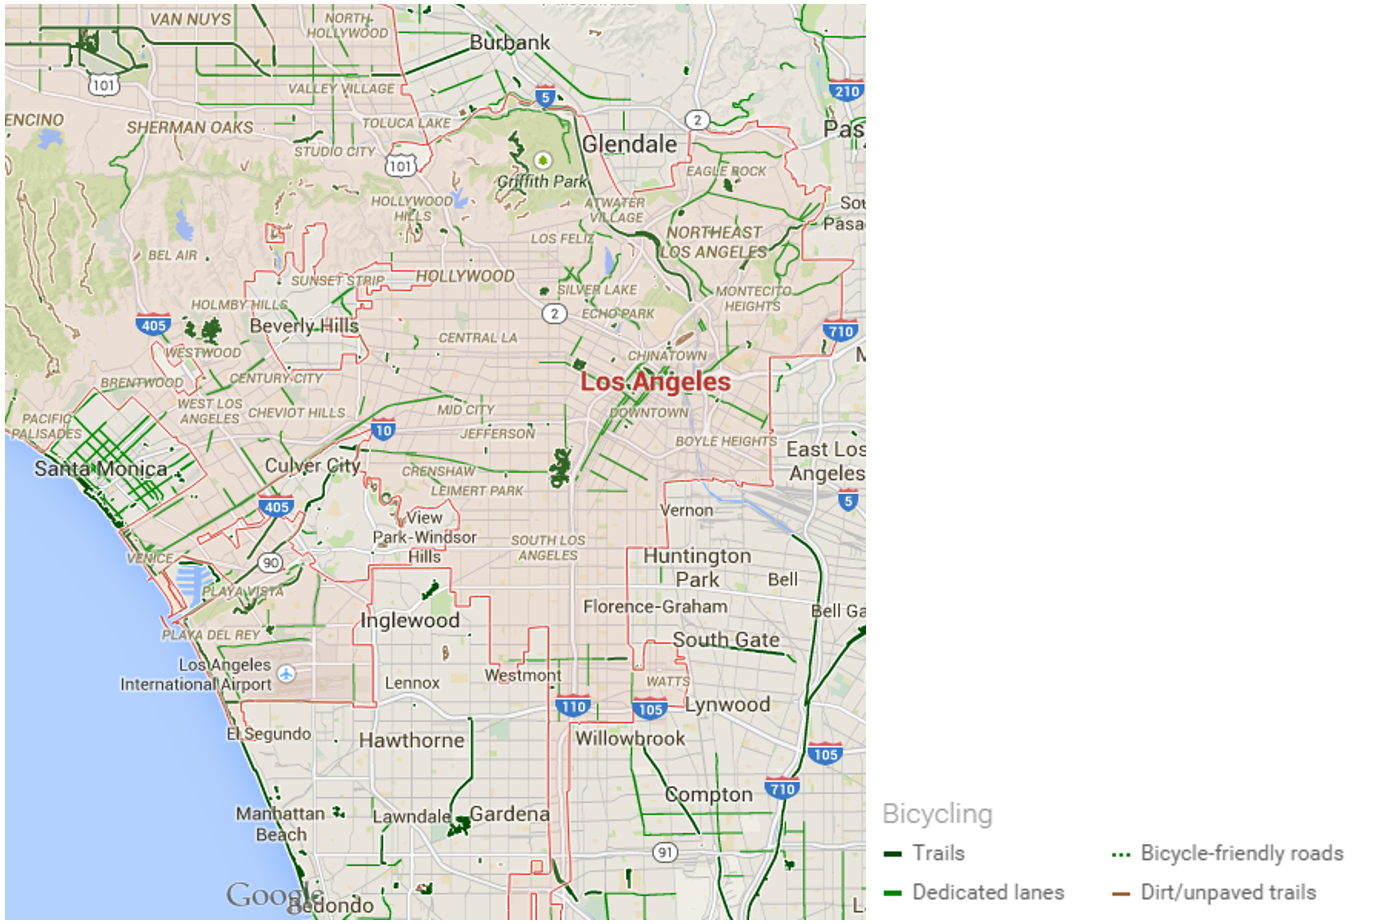 VAN NUYS
NORTH
HOLLYWOOD
Burbank
101
5
210
VALLEY VILLAGE
ENCINO
SHERMAN OAKS
TOLUCA LAKE
2
Pas
STUDIO CITY
101
Glendale
Griffith Park
EAGLE ROCK
HOLLYWOOD
HILLS
ATWATER
VILLAGE
Sou
Pasa
NORTHEAST
LOS ANGELES
LOS FELIZ
BEL AIR
SUNSET STRIP
HOLLYWOOD
SILVER LAKE
MONTECITO
HEIGHTS
HOLMBY HILLS
2
ECHO PARK
405
Beverly Hills
710
CENTRAL LA
WESTWOOD
CHINATOWN
M
BRENTWOOD
CENTURY CITY
Los Angeles
WEST LOS
ANGELES
CHEVIOT HILLS
MID CITY
DOWNTOWN
PACIFIC
PALISADES
10
JEFFERSON
BOYLE HEIGHTS
East Los
Angeles
Santa Monica
Culver City
CRENSHAW
LEIMERT PARK
405
5
View
Park-Windsor
Hills
Vernon
SOUTH LOS
ANGELES
VENICE
90
Huntington
Park
Bell
PLAYA VISTA
Inglewood
Florence-Graham
Bell Ga
PLAYA DEL REY
South Gate
Los Angeles
International Airport
Lennox
Westmont
WATTS
110
105
Lynwood
El Segundo
Hawthorne
Willowbrook
105
710
Compton
Manhattan
Beach
Lawndale
Gardena
91
Google
Redondo
L
Bicycling
Trails
Bicycle-friendly roads
Dedicated lanes
Dirt/unpaved trails